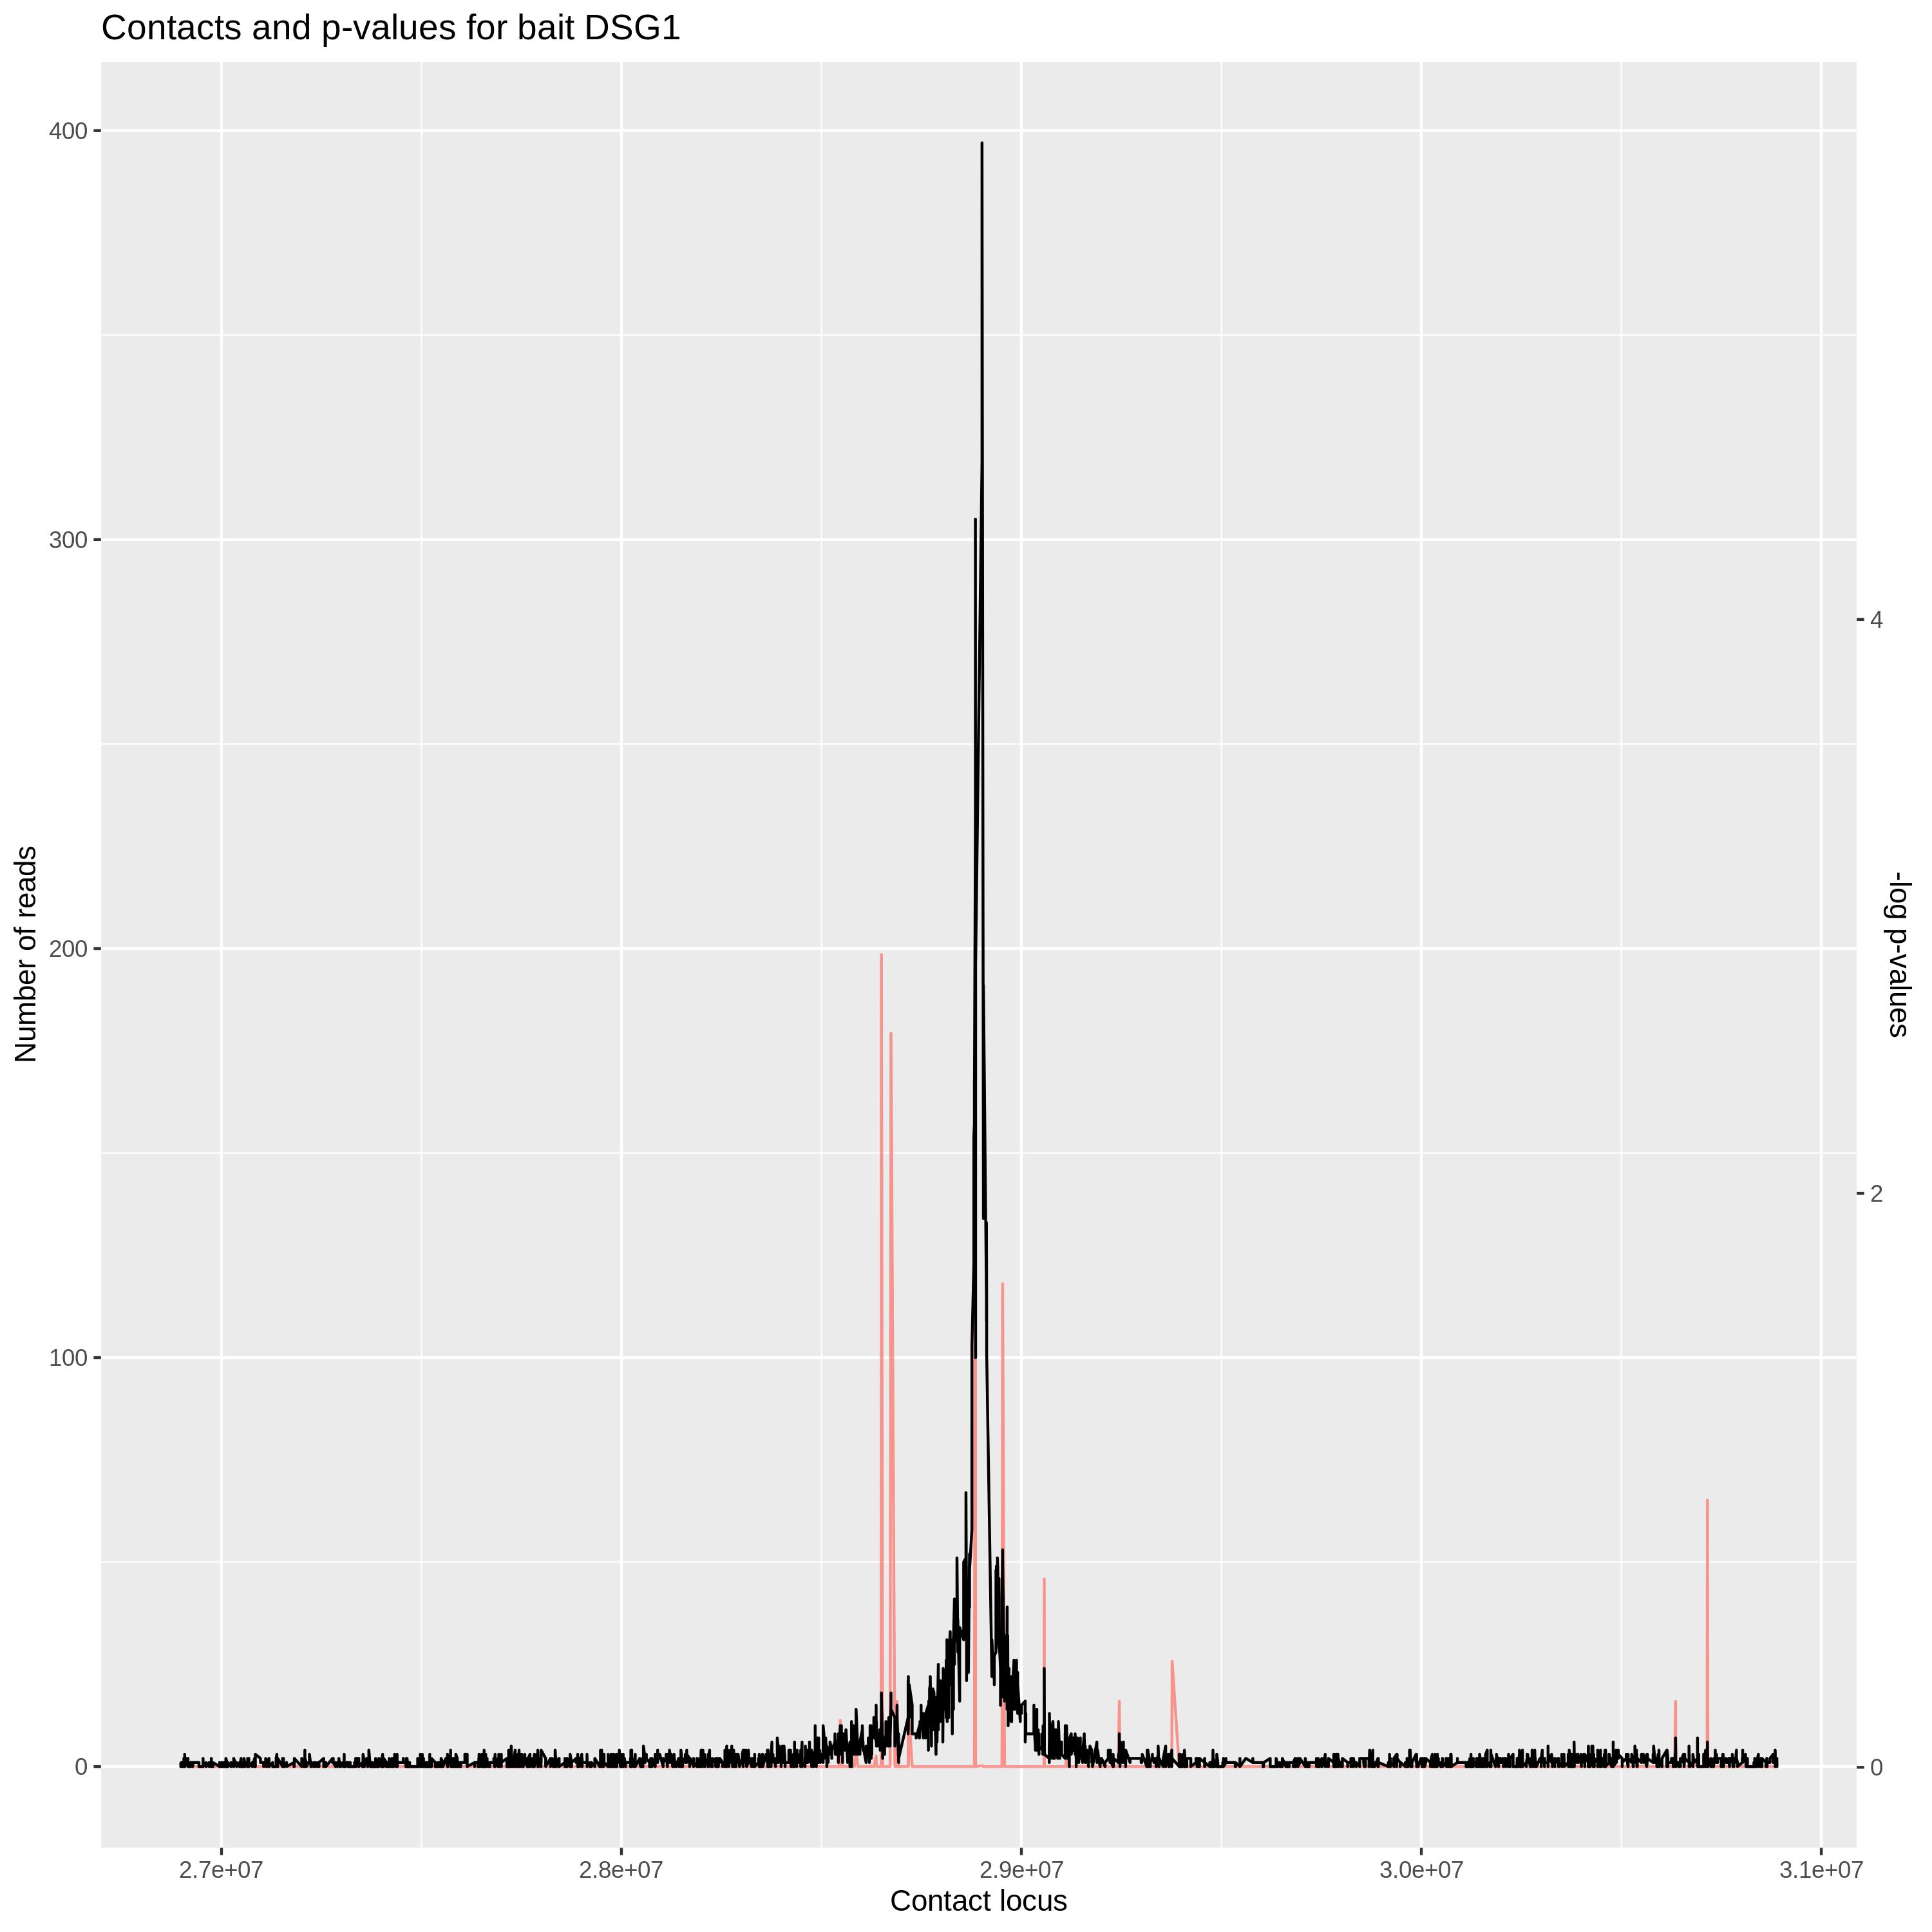 Contacts and p-values for bait DSG1
400
300
200
100
0
Number of reads
4
2
0
-log p-values
2.7e+07
2.8e+07
2.9e+07
3.0e+07
3.1e+07
Contact locus